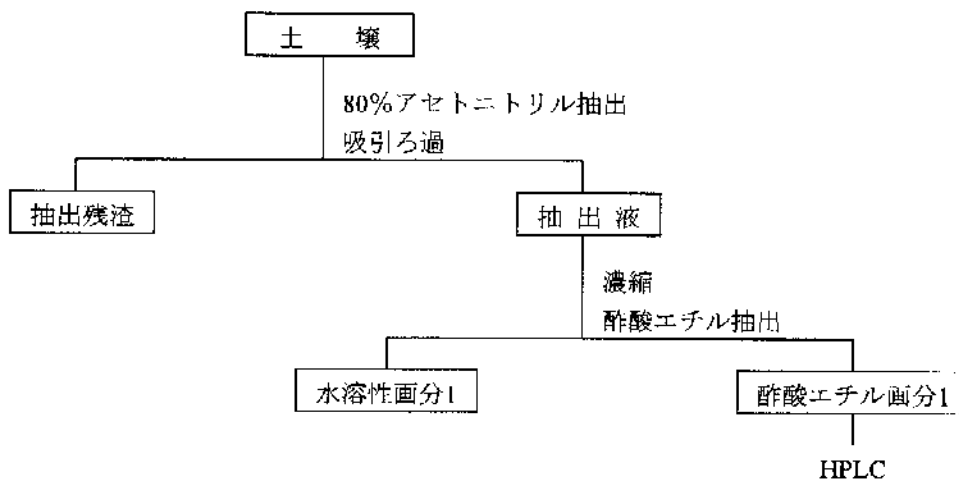 土 壌
80%アセトニトリル抽出
吸引ろ過
抽出残渣
抽 出 液
濃縮
酢酸エチル抽出
水溶性画分1
酢酸エチル画分1
HPLC